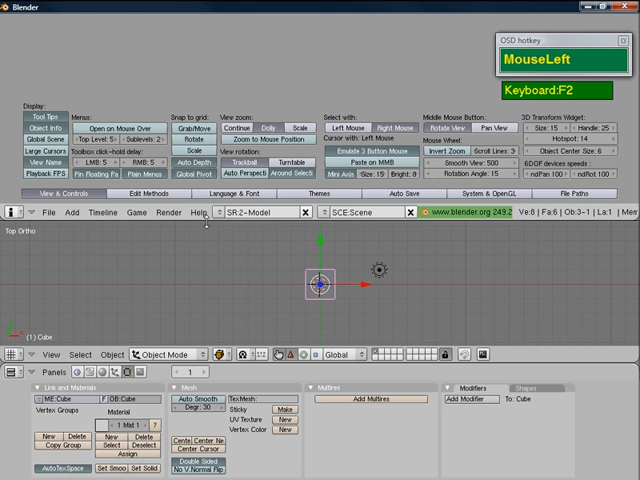 Blender
OSD hotkey
MouseLeft
Keyboard:F2
Display:
Tool Tips
Object Info
Global Scene
Large Cursors
View Name
Playback FPS
Menus:
Open on Mouse Over
Top Level: 5
Sublevels: 2
Toolbox click-hold delay:
LMB: 5
RMB: 5
Pin Floating Pa
Plain Menus
Snap to grid:
Grab/Move
Rotate
Scale
Auto Depth
Global Pivot
View zoom:
Continue
Dolly
Scale
Zoom to Mouse Position
View rotation:
Trackball
Turntable
Auto Perspecti
Around Selecti
Select with:
Left Mouse
Right Mouse
Cursor with: Left Mouse
Emulate 3 Button Mouse
Paste on MMB
Mini Axis
Size: 15
Bright: 8
Middle Mouse Button:
Rotate View
Pan View
Mouse Wheel:
Invert Zoom
Scroll Lines: 3
Smooth View: 500
Rotation Angle: 15
3D Transform Widget:
Size: 15
Handle: 25
Hotspot: 14
Object Center Size: 6
6DOF devices speeds :
ndPan: 100
ndRot: 100
View & Controls
Edit Methods
Language & Font
Themes
Auto Save
System & OpenGL
File Paths
File
Add
Timeline
Game
Render
Help
SR:2-Model
SCE:Scene
www.blender.org 249.2
Ve:8 | Fa:6 | Ob:3-1 | La:1 | Mem
Top Ortho
(1) Cube
View
Select
Object
Object Mode
Global
Panels
1
Link and Materials
ME:Cube
F
OB:Cube
Vertex Groups
Material
1 Mat 1
?
New
Delete
Copy Group
New
Delete
Select
Deselect
Assign
AutoTexSpace
Set Smoo
Set Solid
Mesh
Auto Smooth
Degr: 30
TexMesh:
Sticky
Make
UV Texture
New
Vertex Color
New
Cente
Center Ne
Center Cursor
Double Sided
No V.Normal Flip
Multires
Add Multires
Modifiers
Shapes
Add Modifier
To: Cube